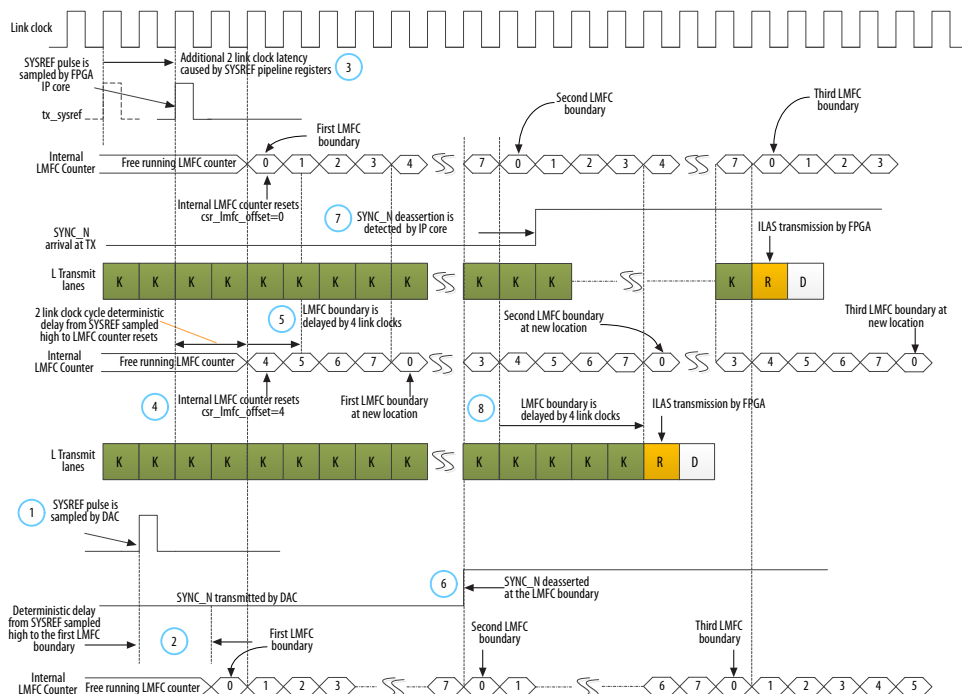 Link clock
SYSREF pulse is
sampled by FPGA
IP core
Additional 2 link clock latency
caused by SYSREF pipeline registers
3
tx_sysref
First LMFC
boundary
Second LMFC
boundary
Third LMFC
boundary
Internal
LMFC Counter
Free running LMFC counter
0 1 2 3 4 7 0 1 2 3 4 7 0 1 2 3
Internal LMFC counter resets
csr_lmfc_offset=0
7
SYNC_N deassertion is
detected by IP core
SYNC_N
arrival at TX
ILAS transmission by FPGA
L Transmit
lanes
K K K K K K K K K K K K K R D
2 link clock cycle deterministic
delay from SYSREF sampled
high to LMFC counter resets
5
LMFC boundary is
delayed by 4 link clocks
Second LMFC boundary
at new location
Third LMFC boundary at
new location
Internal
LMFC Counter
Free running LMFC counter
4 5 6 7 0 3 4 5 6 7 0 3 4 5 6 7 0
4
Internal LMFC counter resets
csr_lmfc_offset=4
First LMFC boundary
at new location
8
LMFC boundary is
delayed by 4 link clocks
ILAS transmission by FPGA
L Transmit
lanes
K K K K K K K K K K K K K K R D
1
SYSREF pulse is
sampled by DAC
6
SYNC_N deasserted
at the LMFC boundary
SYNC_N transmitted by DAC
Deterministic delay
from SYSREF sampled
high to the first LMFC
boundary
2
First LMFC
boundary
Second LMFC
boundary
Third LMFC
boundary
Internal
LMFC Counter
Free running LMFC counter
0 1 2 3 7 0 1 6 7 0 1 2 3 4 5